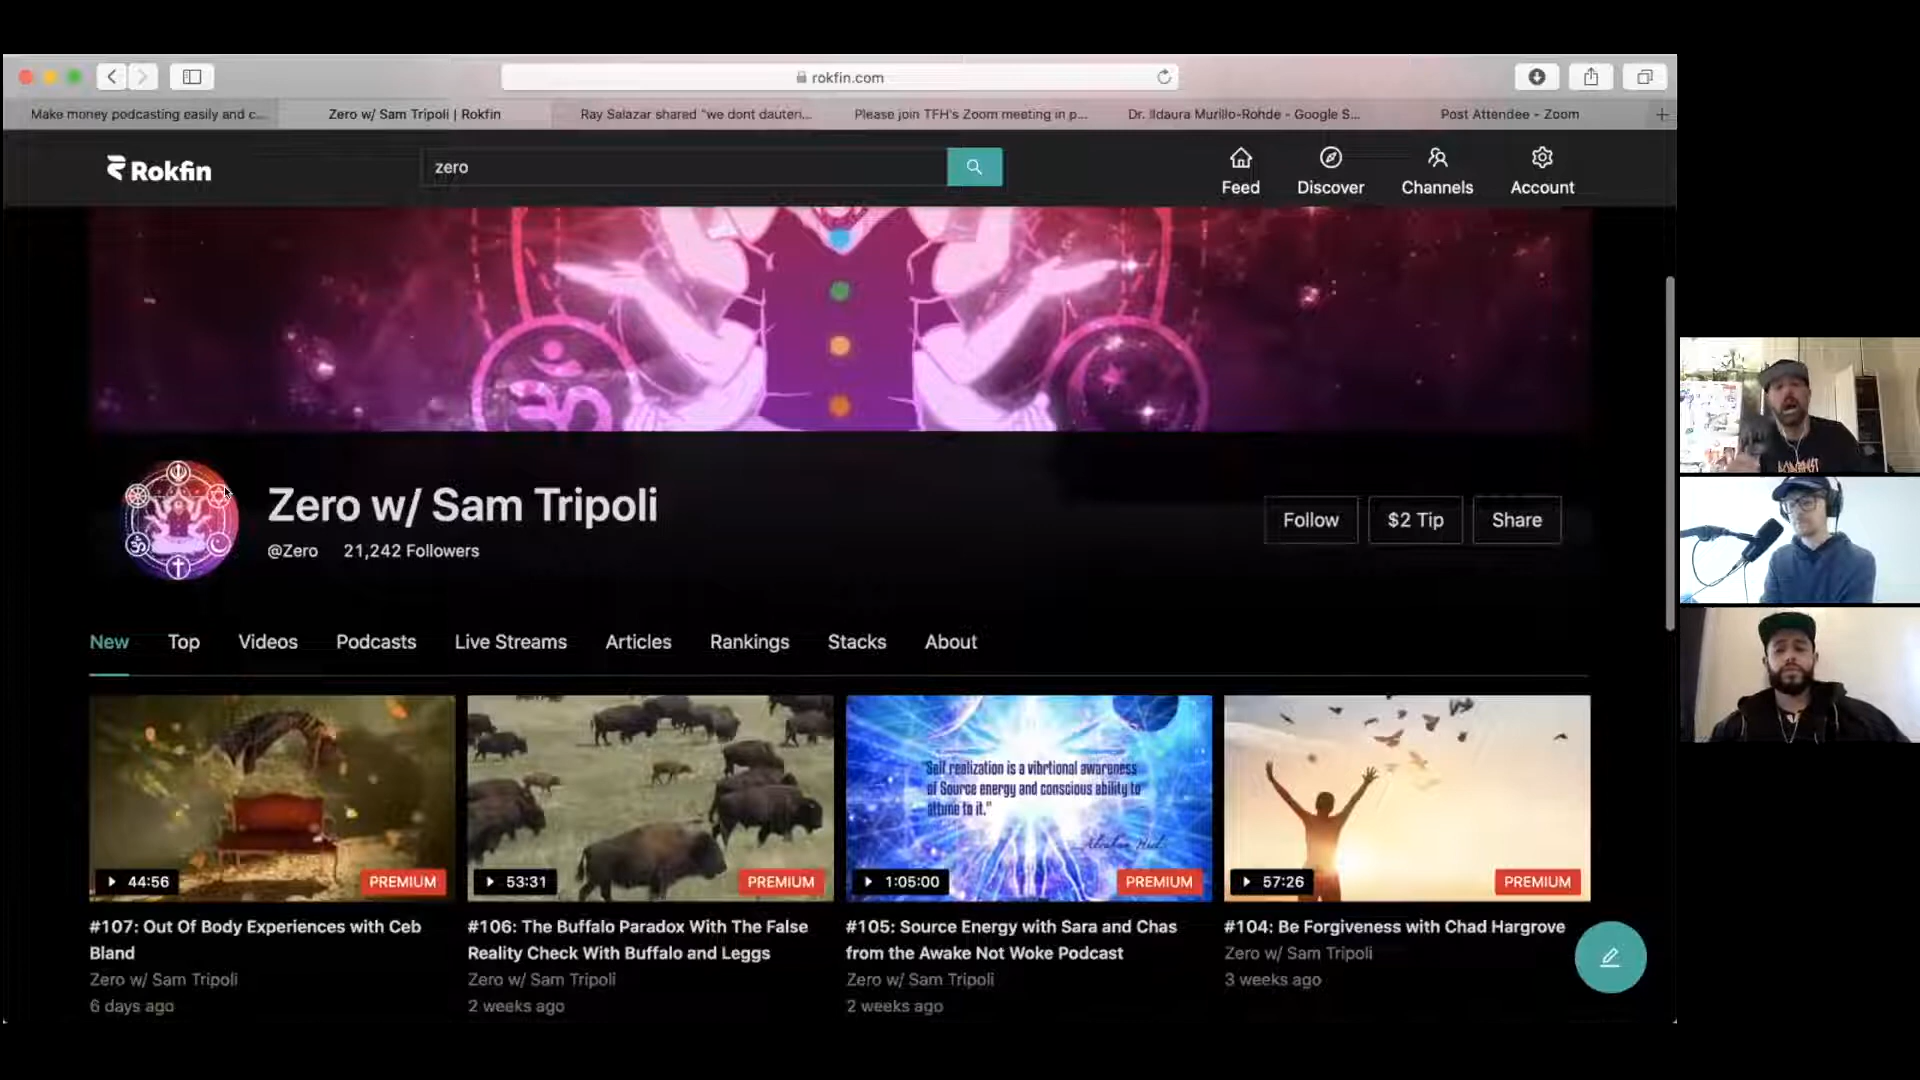 rokfin.com
Make money podcasting easily and c...
Zero w/ Sam Tripoli | Rokfin
Ray Salazar shared "we dont dauten...
Please join TFH's Zoom meeting in p...
Dr. Ildaura Murillo-Rohde - Google S...
Post Attendee - Zoom
Rokfin
zero
Feed
Discover
Channels
Account
Zero w/ Sam Tripoli
@Zero 21,242 Followers
Follow
$2 Tip
Share
New
Top
Videos
Podcasts
Live Streams
Articles
Rankings
Stacks
About
44:56
PREMIUM
#107: Out Of Body Experiences with Ceb
Bland
Zero w/ Sam Tripoli
6 days ago
53:31
PREMIUM
#106: The Buffalo Paradox With The False
Reality Check With Buffalo and Leggs
Zero w/ Sam Tripoli
2 weeks ago
"Self realization is a vibrtional awareness
of Source energy and conscious ability to
attune to it."
1:05:00
PREMIUM
#105: Source Energy with Sara and Chas
from the Awake Not Woke Podcast
Zero w/ Sam Tripoli
2 weeks ago
57:26
PREMIUM
#104: Be Forgiveness with Chad Hargrove
Zero w/ Sam Tripoli
3 weeks ago